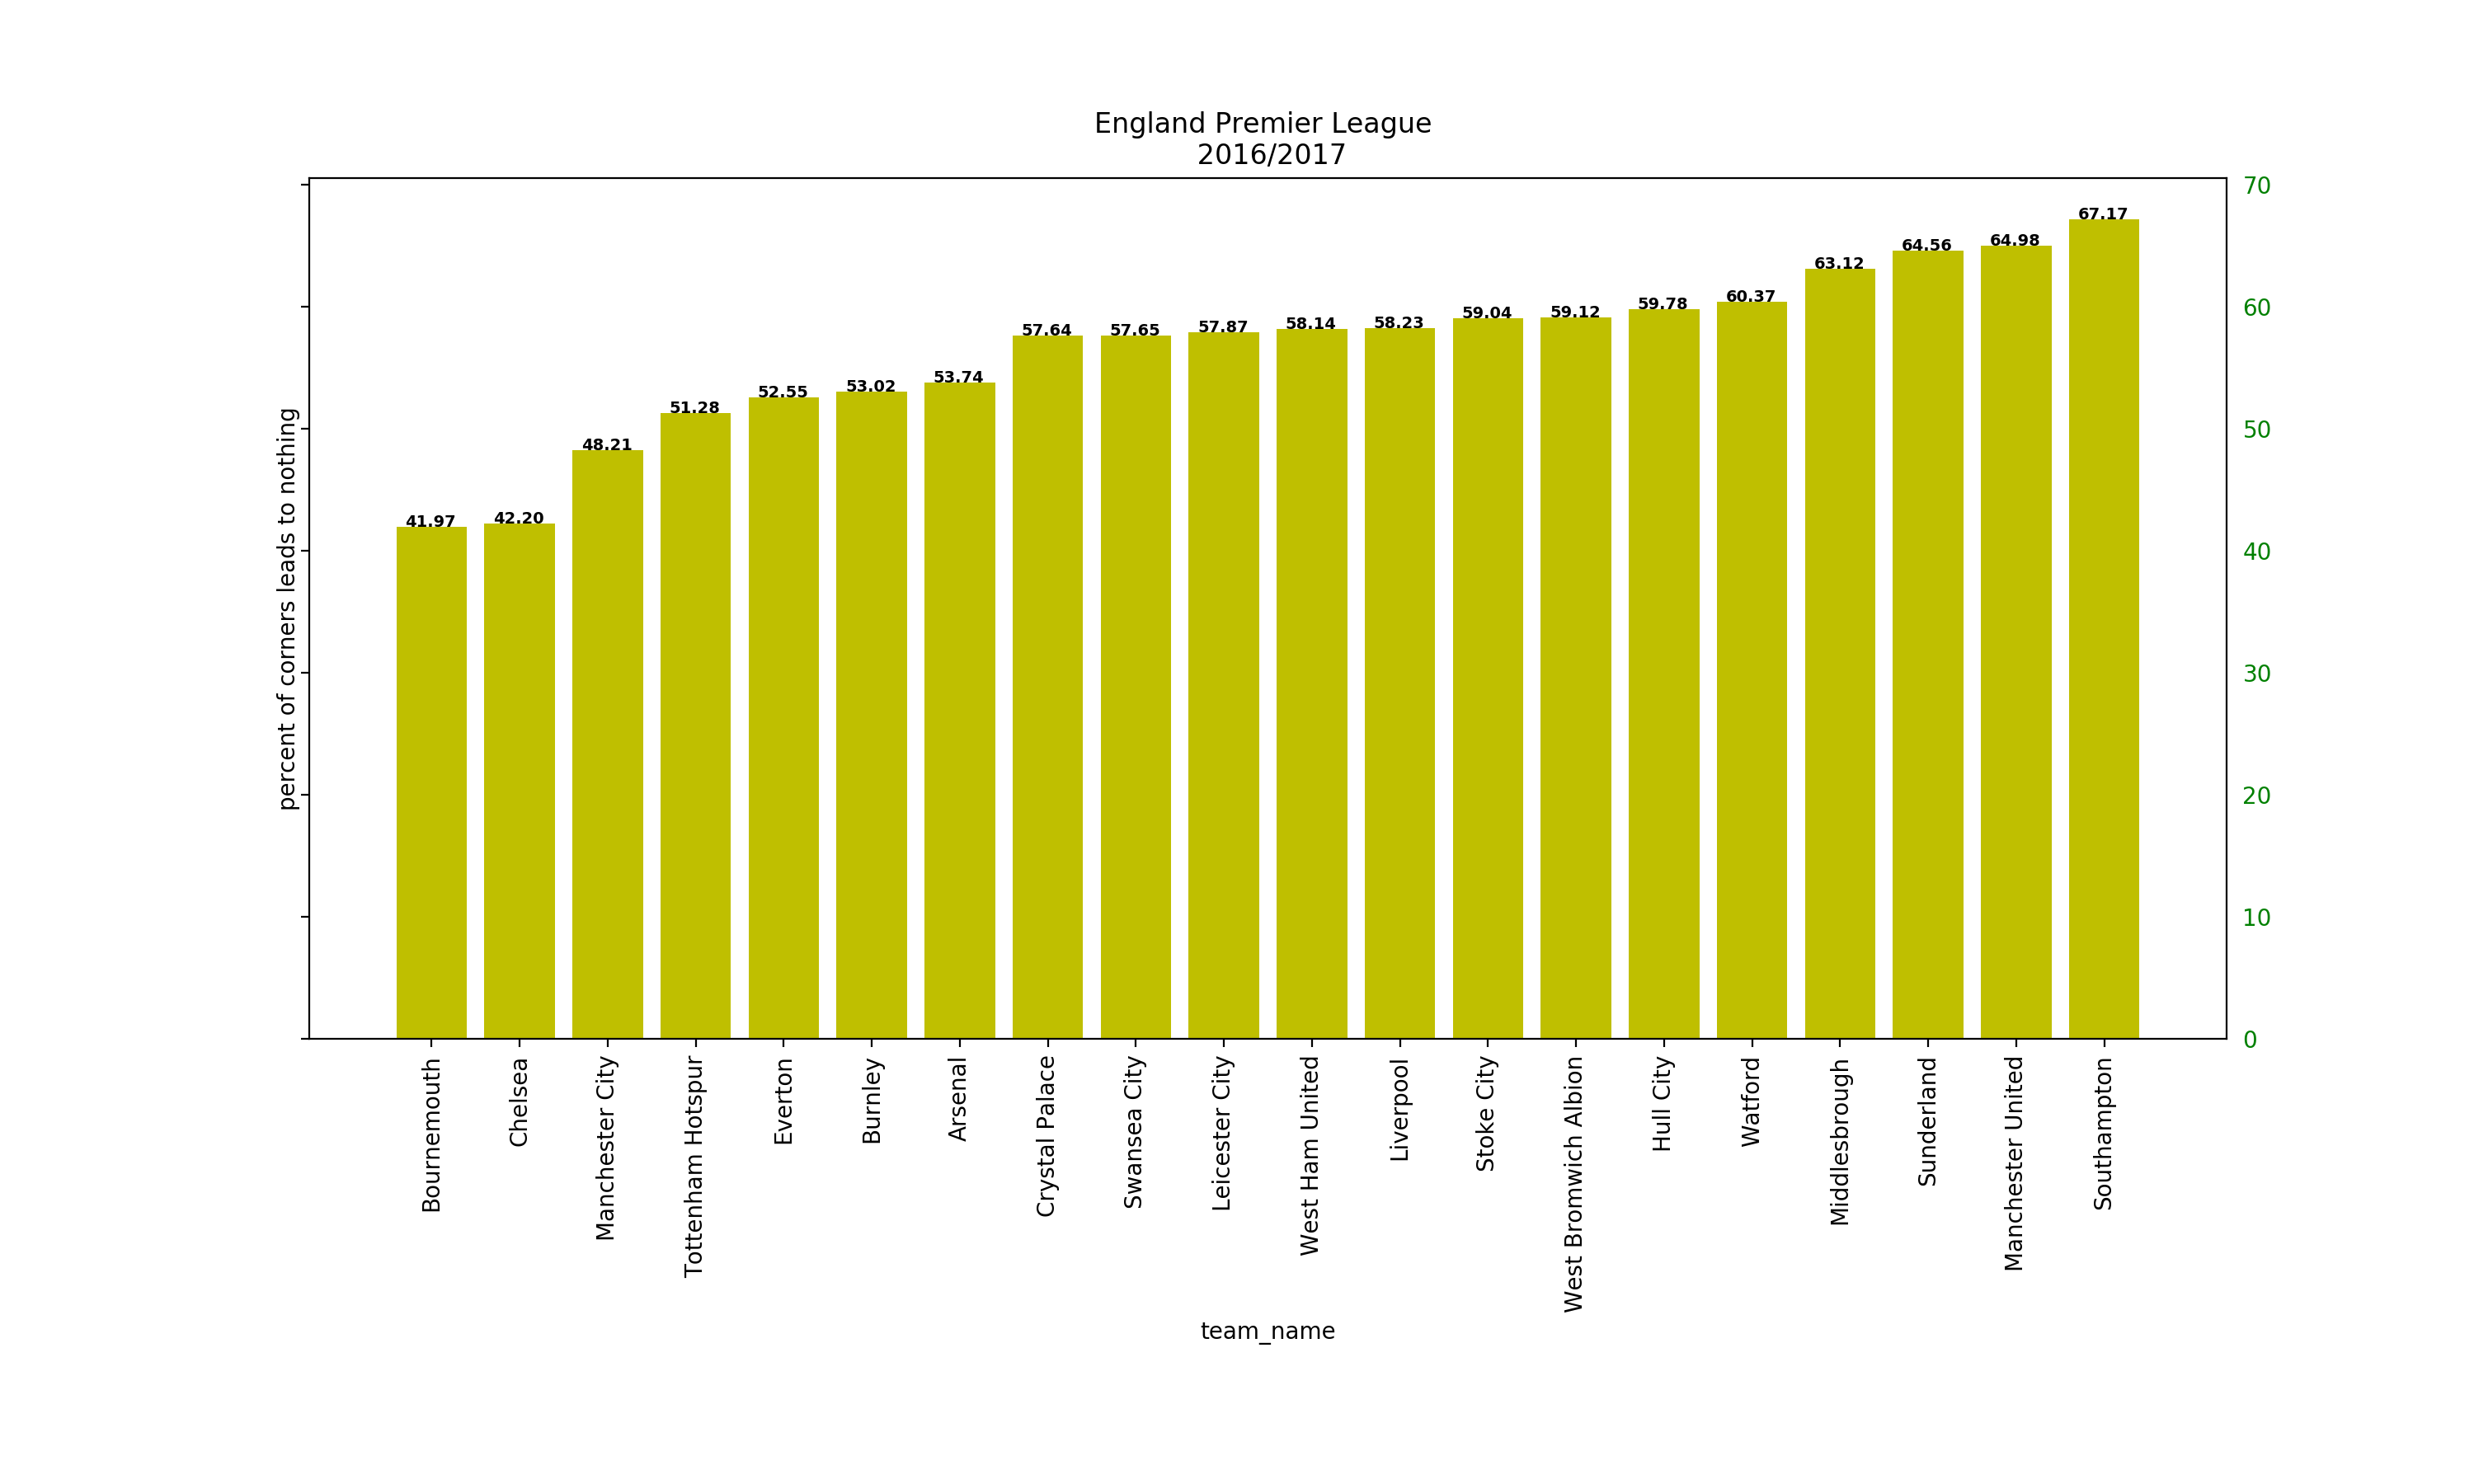 England Premier League
2016/2017
percent of corners leads to nothing
70
60
50
40
30
20
10
0
41.97
42.20
48.21
51.28
52.55
53.02
53.74
57.64
57.65
57.87
58.14
58.23
59.04
59.12
59.78
60.37
63.12
64.56
64.98
67.17
Bournemouth
Chelsea
Manchester City
Tottenham Hotspur
Everton
Burnley
Arsenal
Crystal Palace
Swansea City
Leicester City
West Ham United
Liverpool
Stoke City
West Bromwich Albion
Hull City
Watford
Middlesbrough
Sunderland
Manchester United
Southampton
team_name